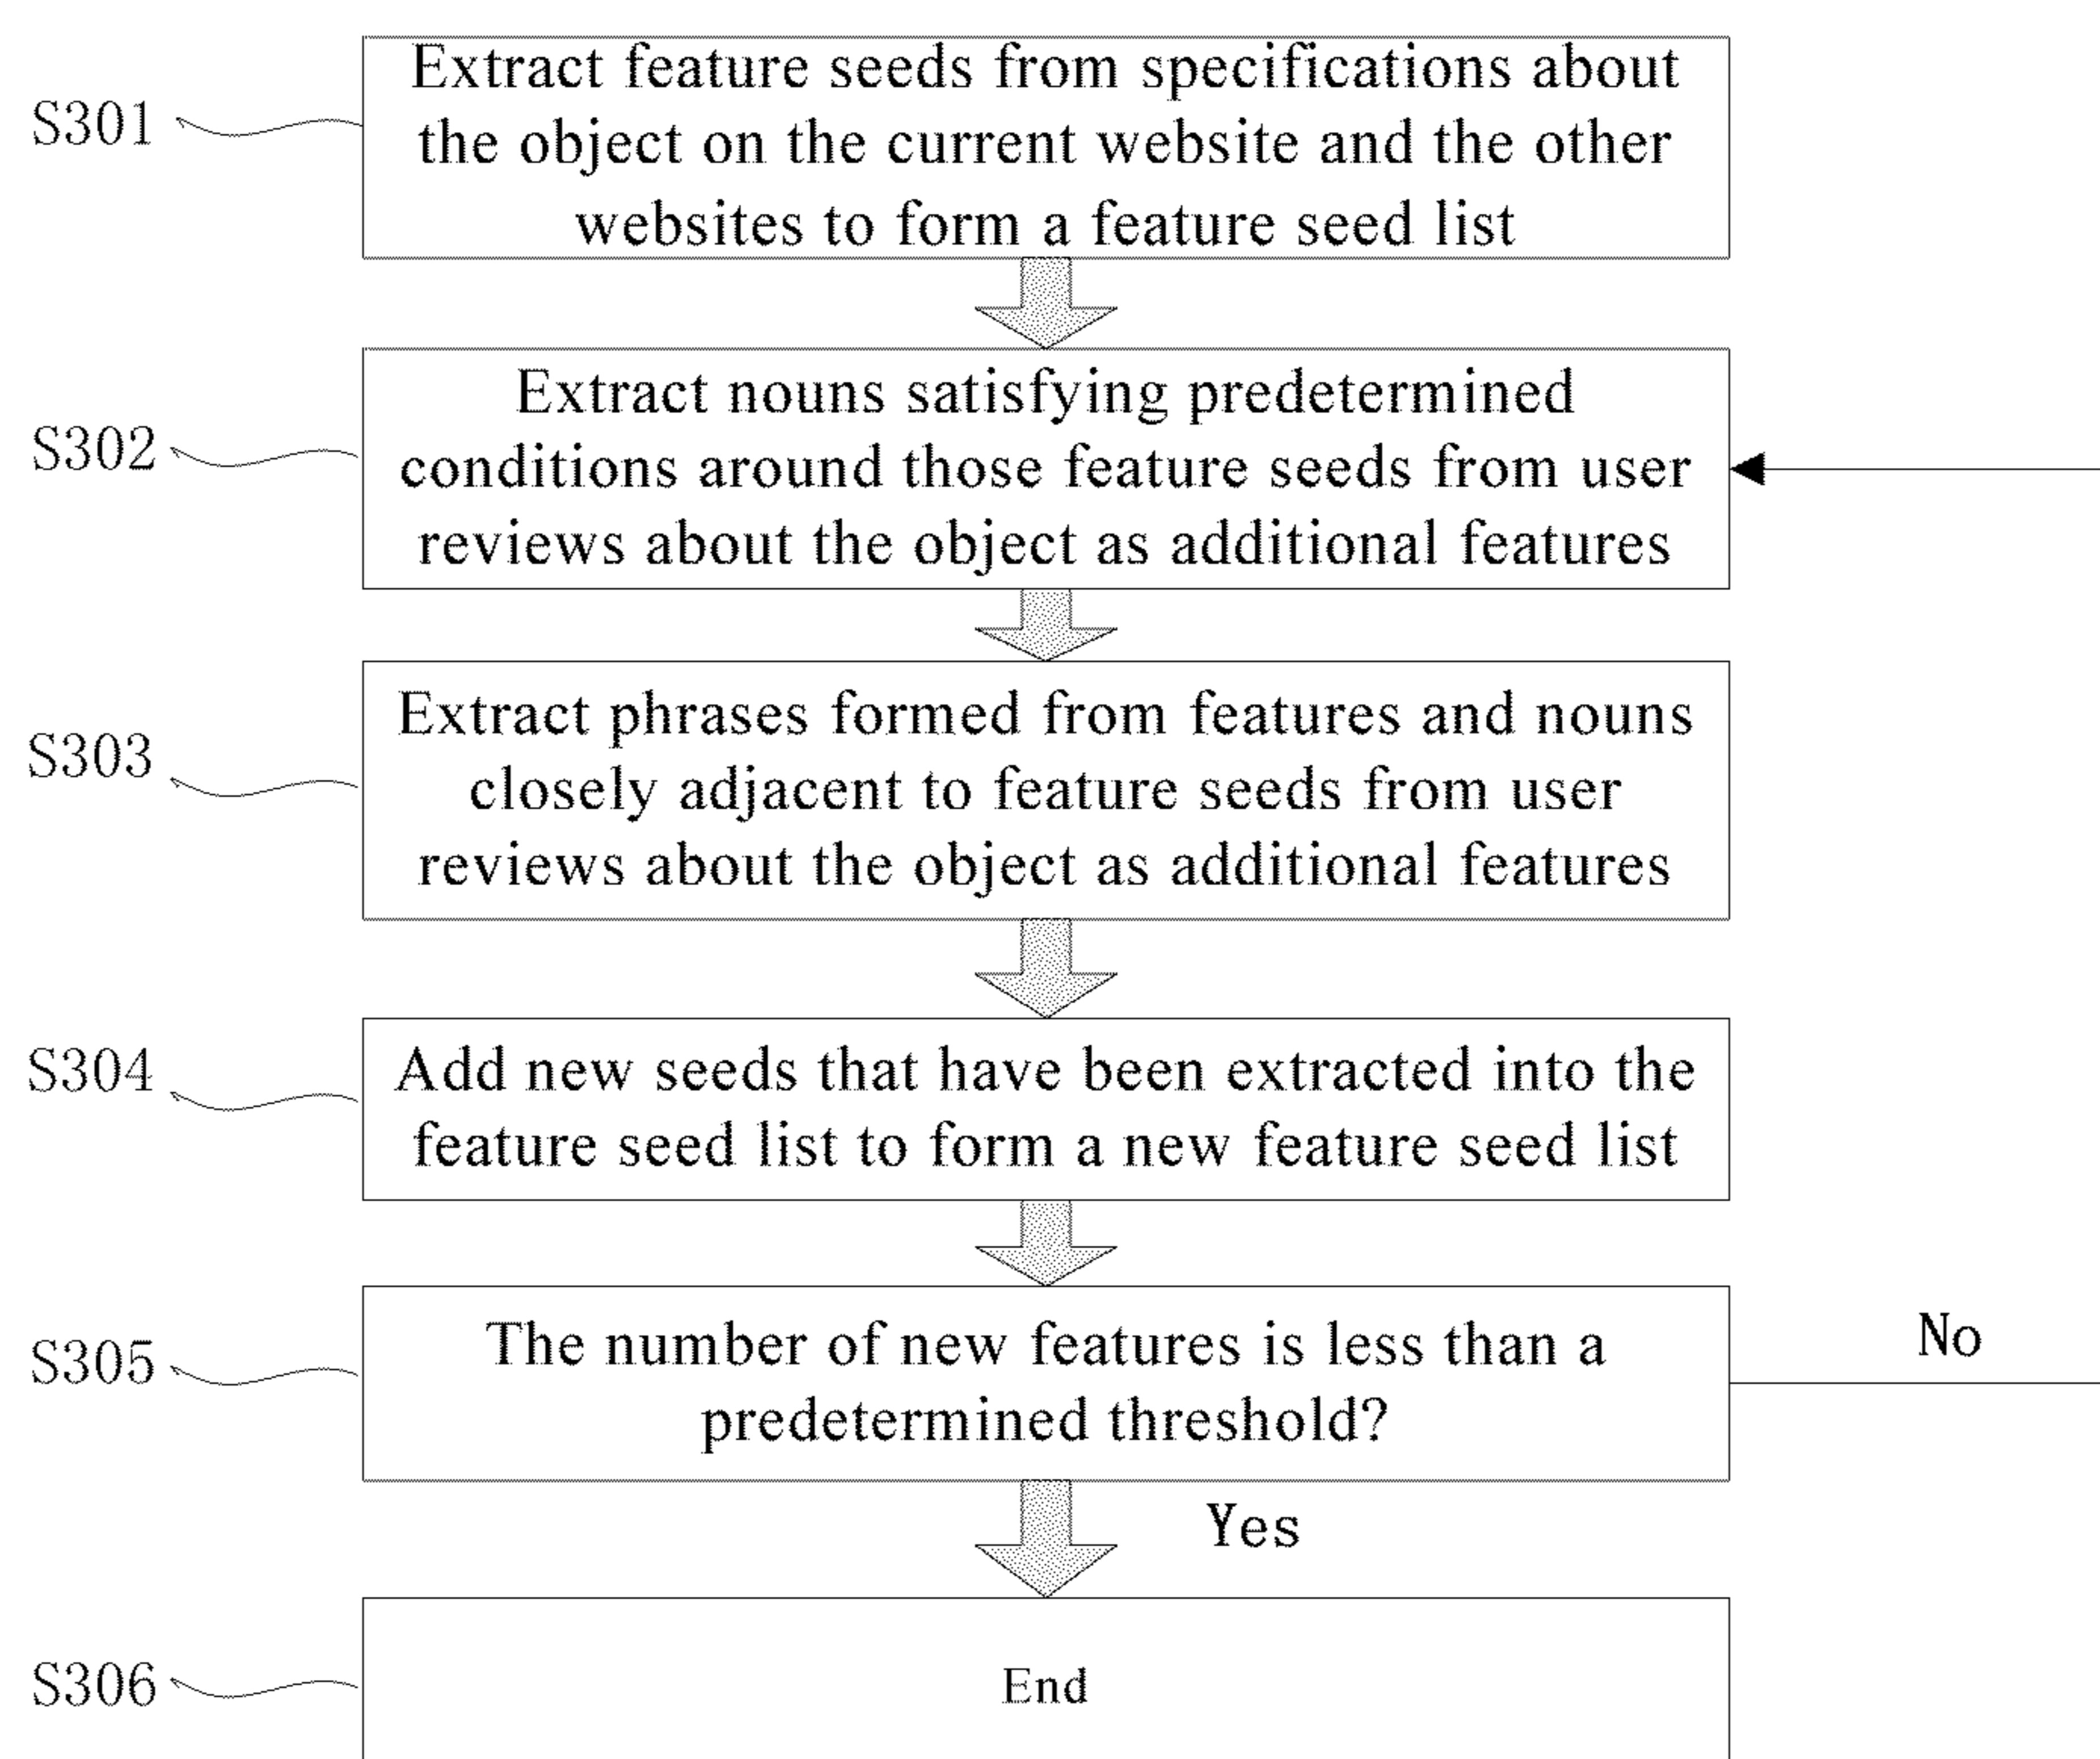 S301
Extract feature seeds from specifications about
the object on the current website and the other
websites to form a feature seed list
S302
Extract nouns satisfying predetermined
conditions around those feature seeds from user
reviews about the object as additional features
S303
Extract phrases formed from features and nouns
closely adjacent to feature seeds from user
reviews about the object as additional features
S304
Add new seeds that have been extracted into the
feature seed list to form a new feature seed list
S305
The number of new features is less than a
predetermined threshold?
No
Yes
S306
End